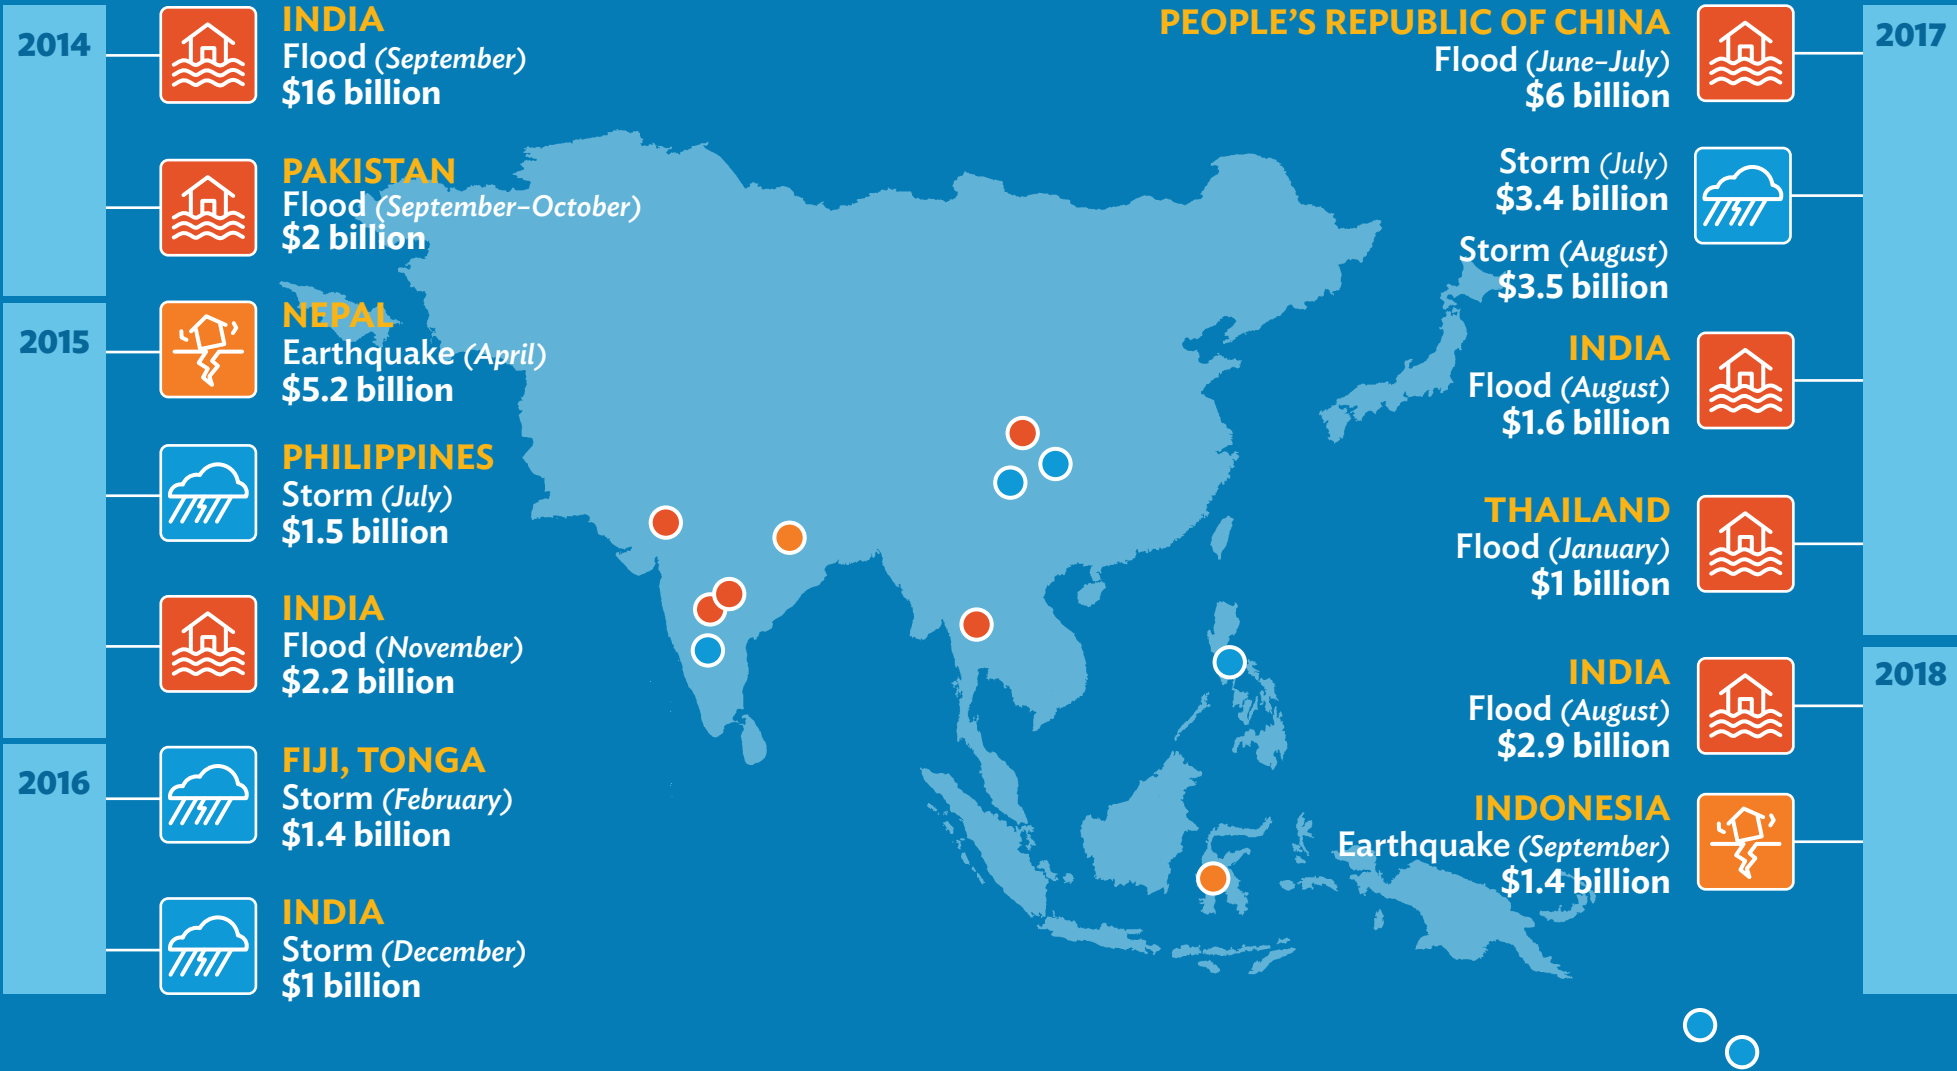 2014
INDIA
Flood (September)
$16 billion
PAKISTAN
Flood (September–October)
$2 billion
2015
NEPAL
Earthquake (April)
$5.2 billion
PHILIPPINES
Storm (July)
$1.5 billion
INDIA
Flood (November)
$2.2 billion
2016
FIJI, TONGA
Storm (February)
$1.4 billion
INDIA
Storm (December)
$1 billion
2017
PEOPLE’S REPUBLIC OF CHINA
Flood (June–July)
$6 billion
Storm (July)
$3.4 billion
Storm (August)
$3.5 billion
INDIA
Flood (August)
$1.6 billion
THAILAND
Flood (January)
$1 billion
2018
INDIA
Flood (August)
$2.9 billion
INDONESIA
Earthquake (September)
$1.4 billion